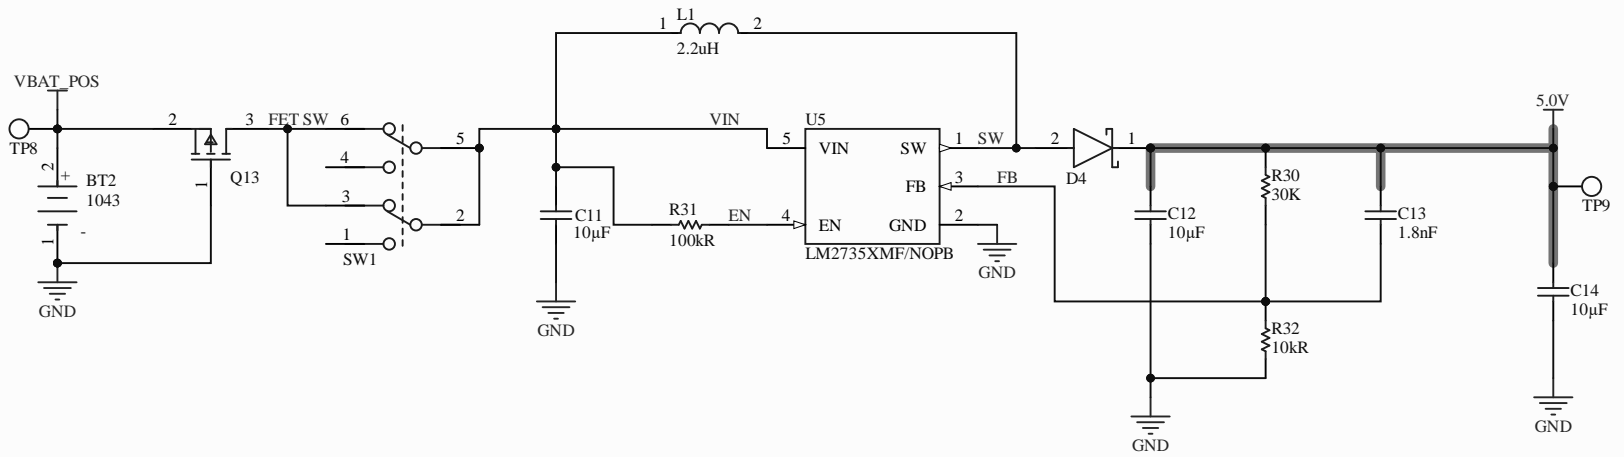 L1
1 2
2.2uH
VBAT_POS
TP8
2 3
FET SW
1
Q13
2
+
BT2
1043
-
1
GND
6
4
5
3
2
1
SW1
VIN
C11
10µF
GND
R31
100kR
EN
U5
5 VIN
4 EN
SW 1 SW
FB 3 FB
GND 2
GND
LM2735XMF/NOPB
2 1
D4
C12
10µF
R30
30K
C13
1.8nF
R32
10kR
GND
5.0V
TP9
C14
10µF
GND